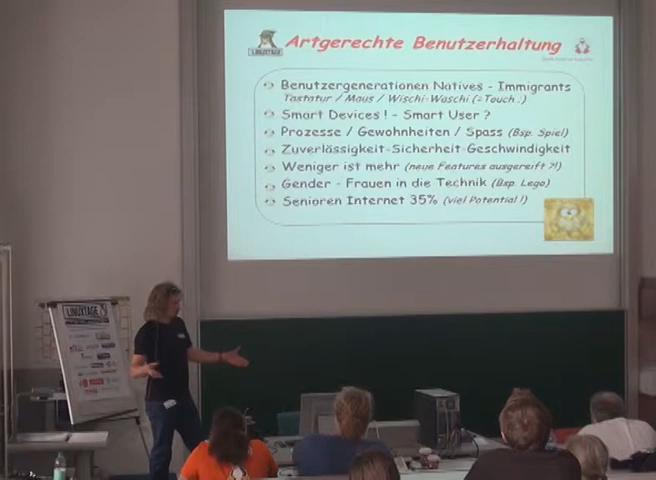 LINUXTAGE
Artgerechte Benutzerhaltung
Benutzergenerationen Natives - Immigrants
Tastatur / Maus / Wischi-Waschi (=Touch ;)
Smart Devices ! - Smart User ?
Prozesse / Gewohnheiten / Spass (Bsp. Spiel)
Zuverlässigkeit-Sicherheit-Geschwindigkeit
Weniger ist mehr (neue Features ausgereift ?!)
Gender - Frauen in die Technik (Bsp. Lego)
Senioren Internet 35% (viel Potential !)
LINUXTAGE